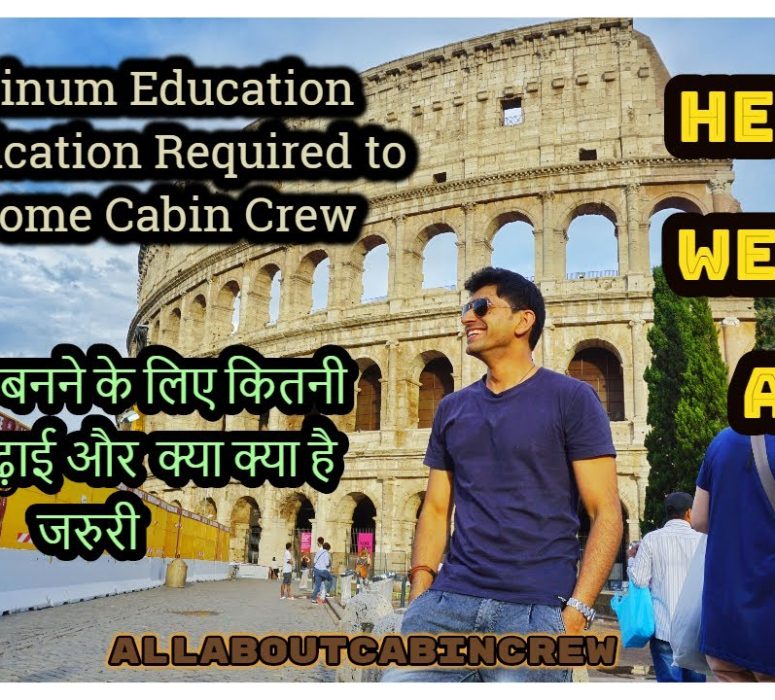 inum Education
ication Required to
ome Cabin Crew
HE
WE
A
बनने के लिए कितनी
ढ़ाई और क्या क्या है
जरुरी
ALLABOUTCABINCREW